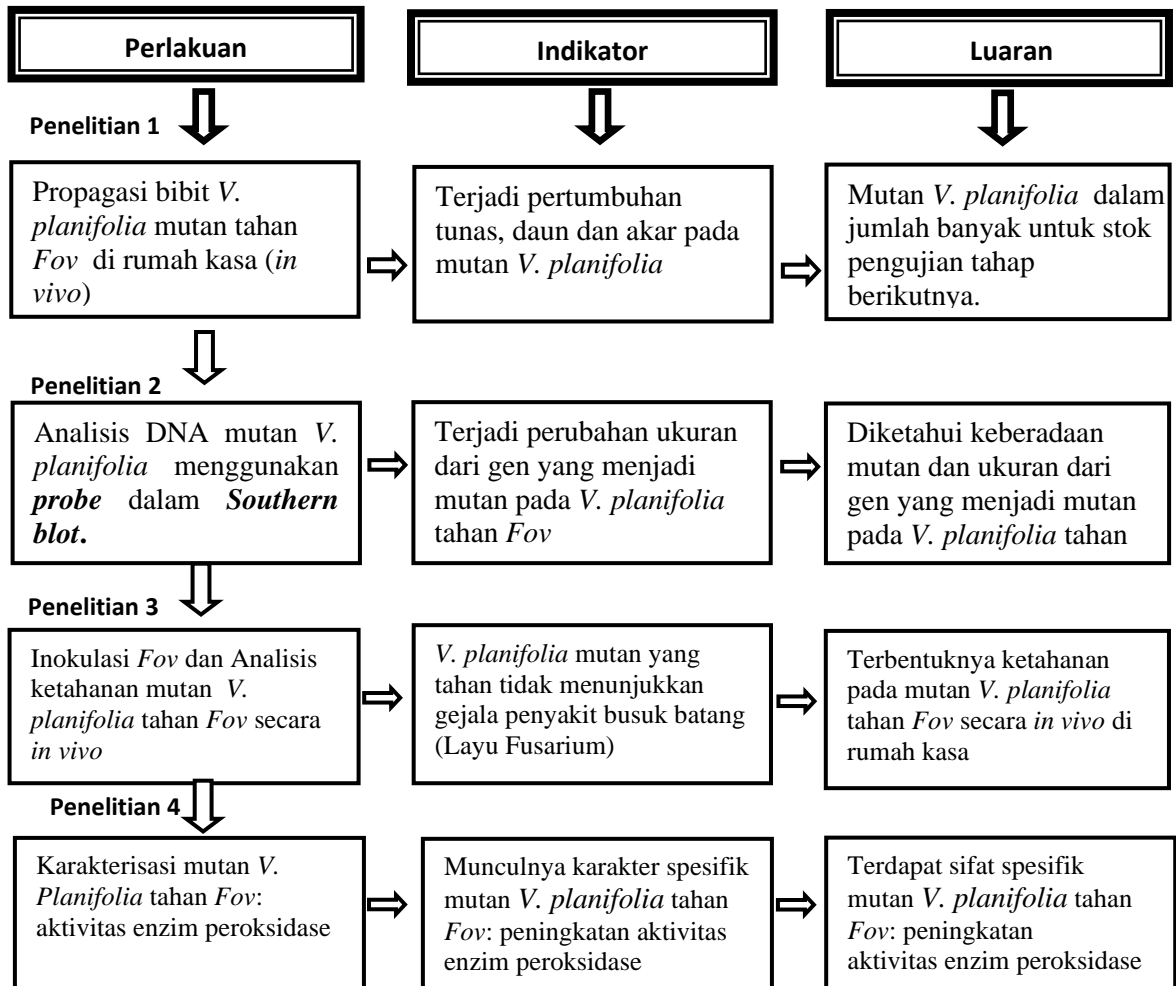 Perlakuan
Indikator
Luaran
Penelitian 1
Propagasi bibit V.
planifolia mutan tahan
Fov di rumah kasa (in
vivo)
Terjadi pertumbuhan
tunas, daun dan akar pada
mutan V. planifolia
Mutan V. planifolia dalam
jumlah banyak untuk stok
pengujian tahap
berikutnya.
Penelitian 2
Analisis DNA mutan V.
planifolia menggunakan
probe dalam Southern
blot.
Terjadi perubahan ukuran
dari gen yang menjadi
mutan pada V. planifolia
tahan Fov
Diketahui keberadaan
mutan dan ukuran dari
gen yang menjadi mutan
pada V. planifolia tahan
Penelitian 3
Inokulasi Fov dan Analisis
ketahanan mutan V.
planifolia tahan Fov secara
in vivo
V. planifolia mutan yang
tahan tidak menunjukkan
gejala penyakit busuk batang
(Layu Fusarium)
Terbentuknya ketahanan
pada mutan V. planifolia
tahan Fov secara in vivo di
rumah kasa
Penelitian 4
Karakterisasi mutan V.
Planifolia tahan Fov:
aktivitas enzim peroksidase
Munculnya karakter spesifik
mutan V. planifolia tahan
Fov: peningkatan aktivitas
enzim peroksidase
Terdapat sifat spesifik
mutan V. planifolia tahan
Fov: peningkatan
aktivitas enzim peroksidase